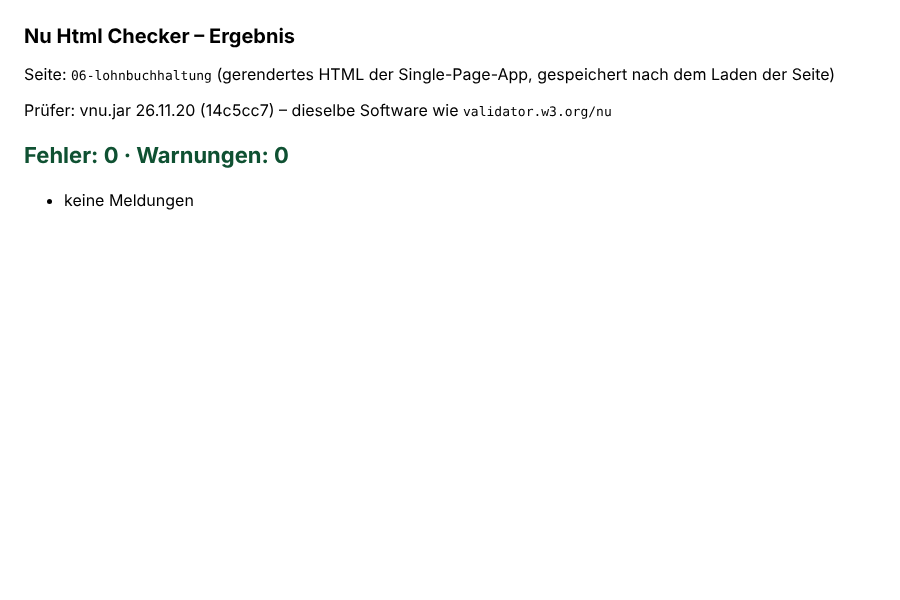 Nu Html Checker – Ergebnis
Seite: 06-lohnbuchhaltung (gerendertes HTML der Single-Page-App, gespeichert nach dem Laden der Seite)
Prüfer: vnu.jar 26.11.20 (14c5cc7) – dieselbe Software wie validator.w3.org/nu
Fehler: 0 · Warnungen: 0
• keine Meldungen